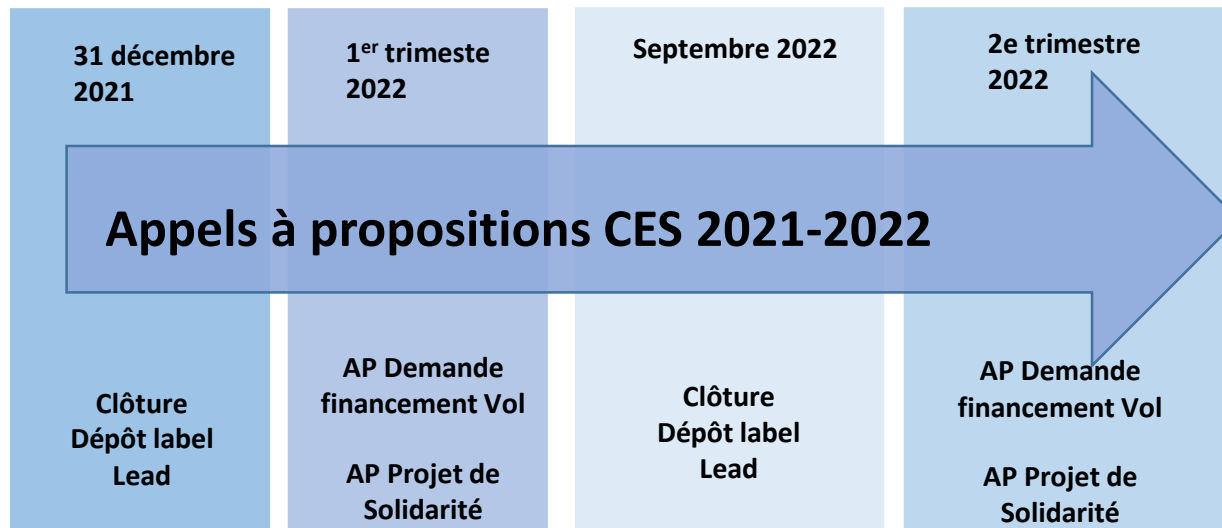 31 décembre
2021
1er trimeste
2022
Septembre 2022
2e trimestre
2022
Appels à propositions CES 2021-2022
Clôture
Dépôt label
Lead
AP Demande
financement Vol
AP Projet de
Solidarité
Clôture
Dépôt label
Lead
AP Demande
financement Vol
AP Projet de
Solidarité